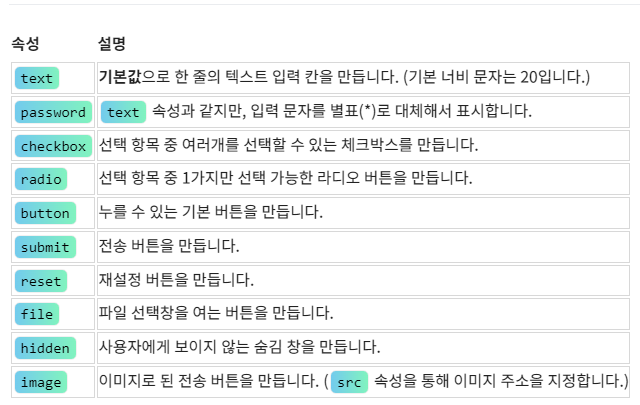 속성 설명
text 기본값으로 한 줄의 텍스트 입력 칸을 만듭니다. (기본 너비 문자는 20입니다.)
password text 속성과 같지만, 입력 문자를 별표(*)로 대체해서 표시합니다.
checkbox 선택 항목 중 여러개를 선택할 수 있는 체크박스를 만듭니다.
radio 선택 항목 중 1가지만 선택 가능한 라디오 버튼을 만듭니다.
button 누를 수 있는 기본 버튼을 만듭니다.
submit 전송 버튼을 만듭니다.
reset 재설정 버튼을 만듭니다.
file 파일 선택창을 여는 버튼을 만듭니다.
hidden 사용자에게 보이지 않는 숨김 창을 만듭니다.
image 이미지로 된 전송 버튼을 만듭니다. ( src 속성을 통해 이미지 주소을 지정합니다.)